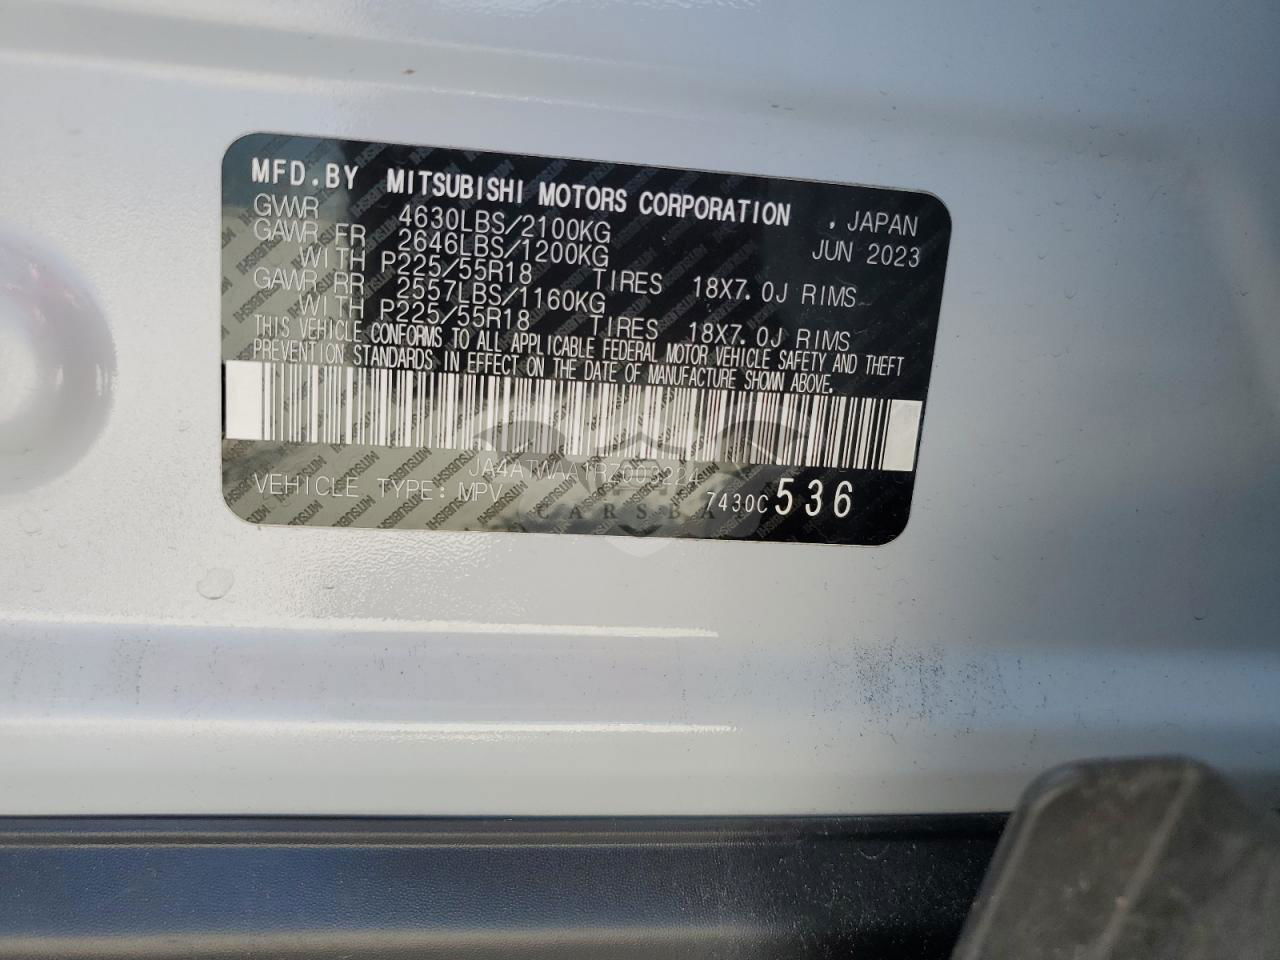 MFD.BY MITSUBISHI MOTORS CORPORATION , JAPAN
GVWR 4630LBS/2100KG JUN 2023
GAWR FR 2646LBS/1200KG
WITH P225/55R18 TIRES 18X7.0J RIMS
GAWR RR 2557LBS/1160KG
WITH P225/55R18 TIRES 18X7.0J RIMS
THIS VEHICLE CONFORMS TO ALL APPLICABLE FEDERAL MOTOR VEHICLE SAFETY AND THEFT
PREVENTION STANDARDS IN EFFECT ON THE DATE OF MANUFACTURE SHOWN ABOVE.
VEHICLE TYPE: MPV 7430C 536